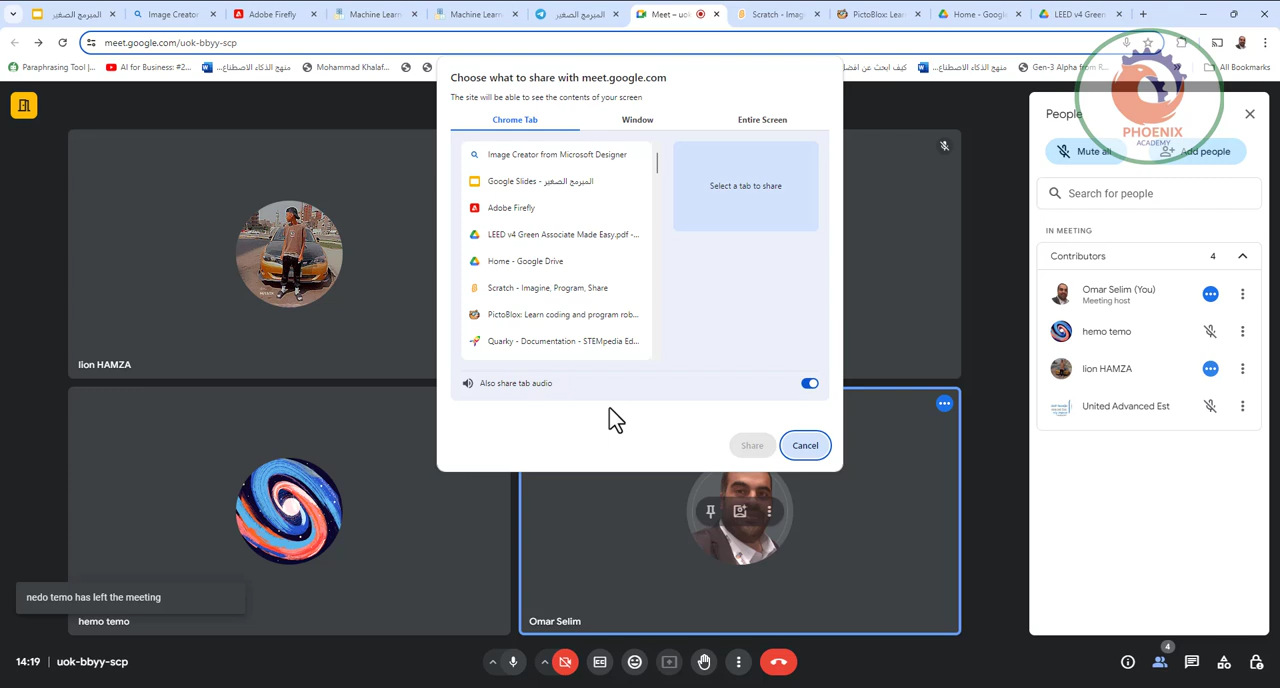 المبرمج الصغير
Image Creator
Adobe Firefly
Machine Learn
Machine Learn
المبرمج الصغير
Meet – uok
Scratch - Imag
PictoBlox: Lea
Home - Google
LEED v4 Green
meet.google.com/uok-bbyy-scp
Paraphrasing Tool |...
AI for Business: #2...
منهج الذكاء الاصطناع...
Mohammad Khalaf...
كيف ابحث عن افضل
منهج الذكاء الاصطناع...
Gen-3 Alpha from R...
All Bookmarks
PHOENIX
ACADEMY
Choose what to share with meet.google.com
The site will be able to see the contents of your screen
Chrome Tab
Window
Entire Screen
Image Creator from Microsoft Designer
Google Slides - المبرمج الصغير
Adobe Firefly
LEED v4 Green Associate Made Easy.pdf -...
Home - Google Drive
Scratch - Imagine, Program, Share
PictoBlox: Learn coding and program rob...
Quarky - Documentation - STEMpedia Ed...
Select a tab to share
Also share tab audio
Share
Cancel
lion HAMZA
hemo temo
Omar Selim
nedo temo has left the meeting
People
Mute all
Add people
Search for people
IN MEETING
Contributors
4
Omar Selim (You)
Meeting host
hemo temo
lion HAMZA
United Advanced Est
14:19
uok-bbyy-scp
4